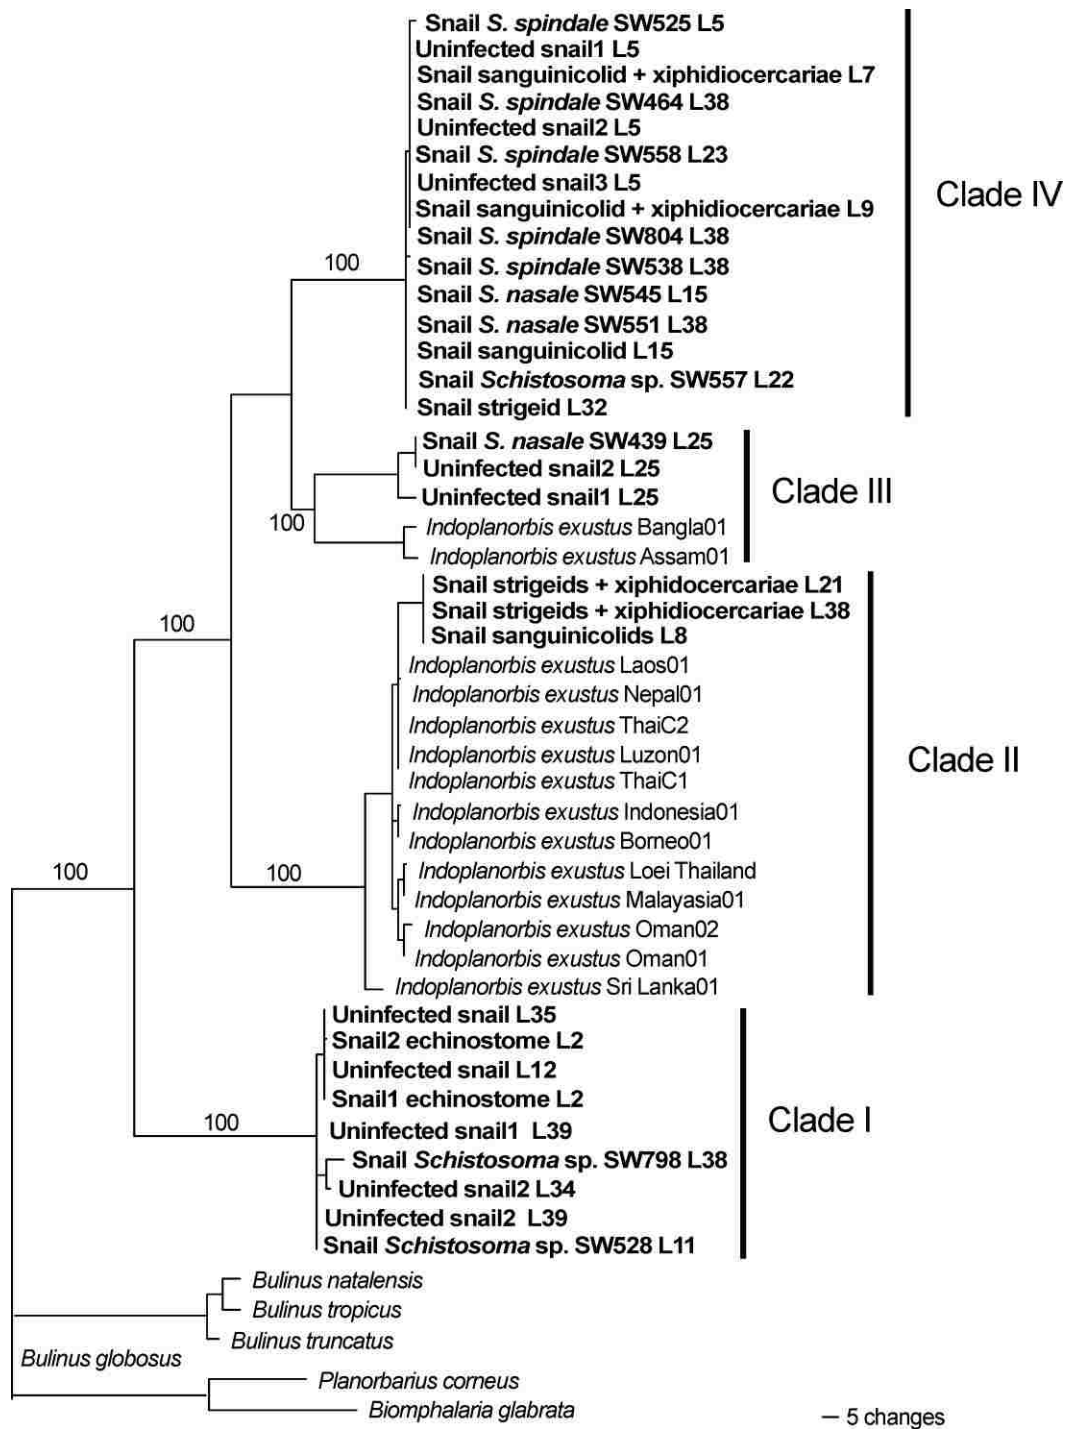 Snail S. spindale SW525 L5
Uninfected snail1 L5
Snail sanguinicolid + xiphidiocercariae L7
Snail S. spindale SW464 L38
Uninfected snail2 L5
Snail S. spindale SW558 L23
Uninfected snail3 L5
Snail sanguinicolid + xiphidiocercariae L9
Snail S. spindale SW804 L38
Snail S. spindale SW538 L38
Snail S. nasale SW545 L15
Snail S. nasale SW551 L38
Snail sanguinicolid L15
Snail Schistosoma sp. SW557 L22
Snail strigeid L32
Clade IV
100
Snail S. nasale SW439 L25
Uninfected snail2 L25
Uninfected snail1 L25
Indoplanorbis exustus Bangla01
Indoplanorbis exustus Assam01
Clade III
100
Snail strigeids + xiphidocercariae L21
Snail strigeids + xiphidiocercariae L38
Snail sanguinicolids L8
Indoplanorbis exustus Laos01
Indoplanorbis exustus Nepal01
Indoplanorbis exustus ThaiC2
Indoplanorbis exustus Luzon01
Indoplanorbis exustus ThaiC1
Indoplanorbis exustus Indonesia01
Indoplanorbis exustus Borneo01
Indoplanorbis exustus Loei Thailand
Indoplanorbis exustus Malayasia01
Indoplanorbis exustus Oman02
Indoplanorbis exustus Oman01
Indoplanorbis exustus Sri Lanka01
Clade II
100
100
100
Uninfected snail L35
Snail2 echinostome L2
Uninfected snail L12
Snail1 echinostome L2
Uninfected snail1 L39
Snail Schistosoma sp. SW798 L38
Uninfected snail2 L34
Uninfected snail2 L39
Snail Schistosoma sp. SW528 L11
Clade I
100
Bulinus natalensis
Bulinus tropicus
Bulinus truncatus
Bulinus globosus
Planorbarius corneus
Biomphalaria glabrata
5 changes